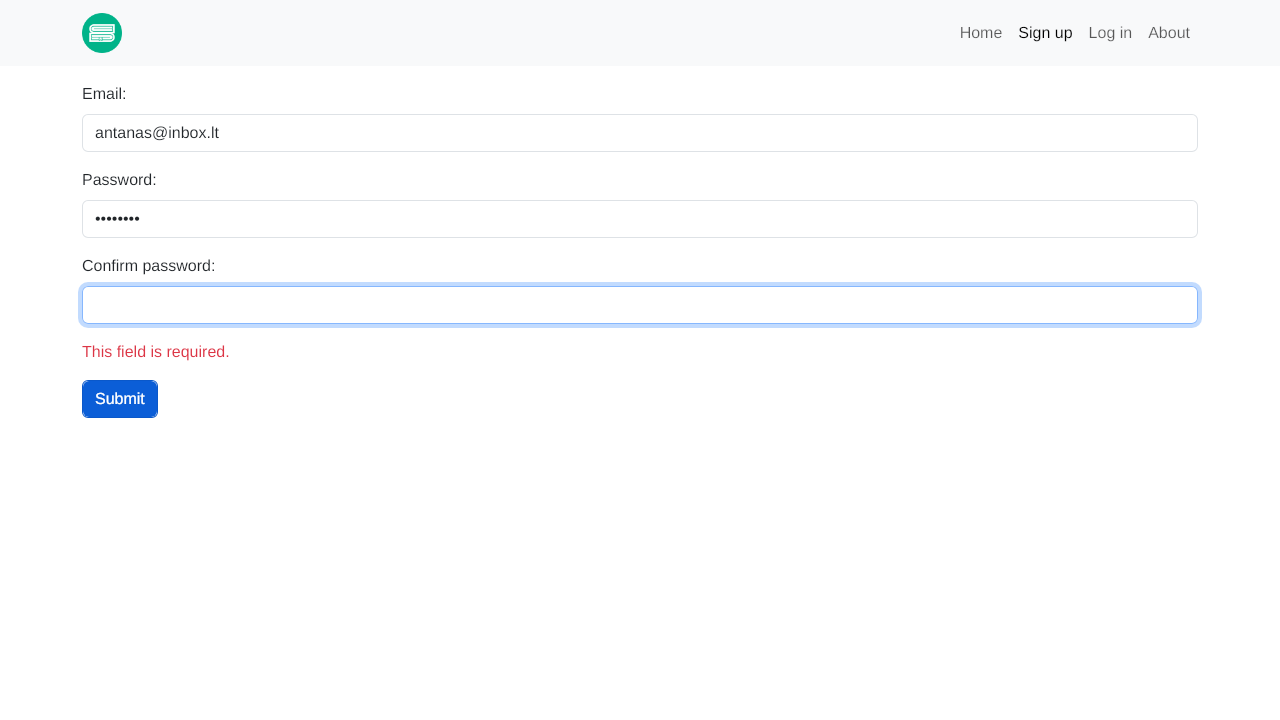 Home Sign up Log in About
Email:
antanas@inbox.lt
Password:
••••••••
Confirm password:
This field is required.
Submit